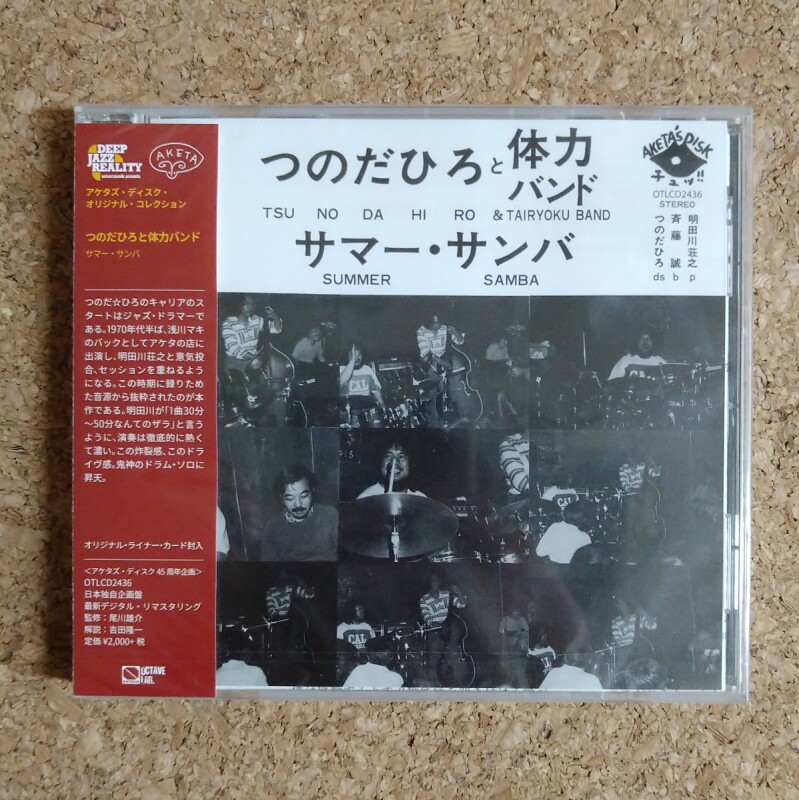 DEEP
JAZZ
REALITY
AKETA
アケタズ・ディスク・
オリジナル・コレクション
つのだひろと体力バンド
サマー・サンバ
つのだ☆ひろのキャリアのス
タートはジャズ・ドラマーで
ある。1970年代半ば、浅川マキ
のバックとしてアケタの店に
出演し、明田川荘之と意気投
合、セッションを重ねるよう
になる。この時期に録りため
た音源から抜粋されたのが本
作である。明田川が「1曲30分
～50分なんてのザラ」と言う
ように、演奏は徹底的に熱く
て濃い。この炸裂感、このドラ
イヴ感。鬼神のドラム・ソロに
昇天。
オリジナル・ライナー・カード封入
＜アケタズ・ディスク 45周年企画＞
OTLCD2436
日本独自企画盤
最新デジタル・リマスタリング
監修：尾川雄介
解説：吉田隆一
定価 ¥2,000+ 税
OCTAVE
LAB.
つのだひろと体力バンド
TSU NO DA HI RO & TAIRYOKU BAND
サマー・サンバ
SUMMER SAMBA
AKETA'S DISK
チュッ!!
OTLCD2436
STEREO
明田川荘之 p
斉藤 誠 b
つのだひろ ds
CAL
CAL
CAL